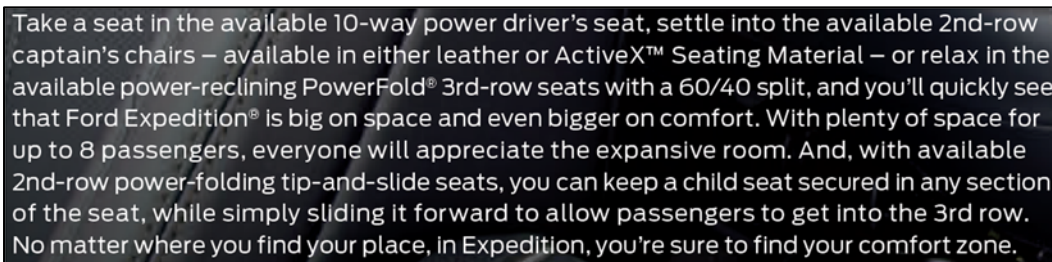 Take a seat in the available 10-way power driver’s seat, settle into the available 2nd-row
captain’s chairs – available in either leather or ActiveX™ Seating Material – or relax in the
available power-reclining PowerFold® 3rd-row seats with a 60/40 split, and you’ll quickly see
that Ford Expedition® is big on space and even bigger on comfort. With plenty of space for
up to 8 passengers, everyone will appreciate the expansive room. And, with available
2nd-row power-folding tip-and-slide seats, you can keep a child seat secured in any section
of the seat, while simply sliding it forward to allow passengers to get into the 3rd row.
No matter where you find your place, in Expedition, you’re sure to find your comfort zone.